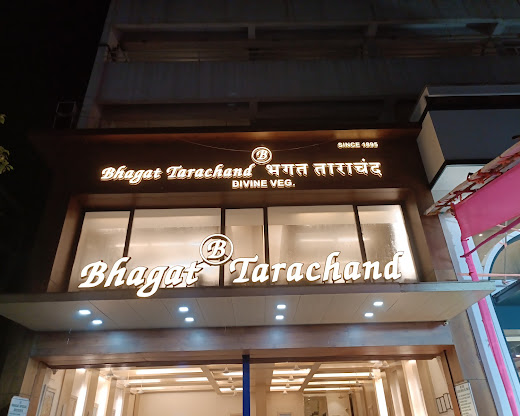 SINCE 1895
Bhagat Tarachand B भगत ताराचंद
DIVINE VEG.
Bhagat B Tarachand